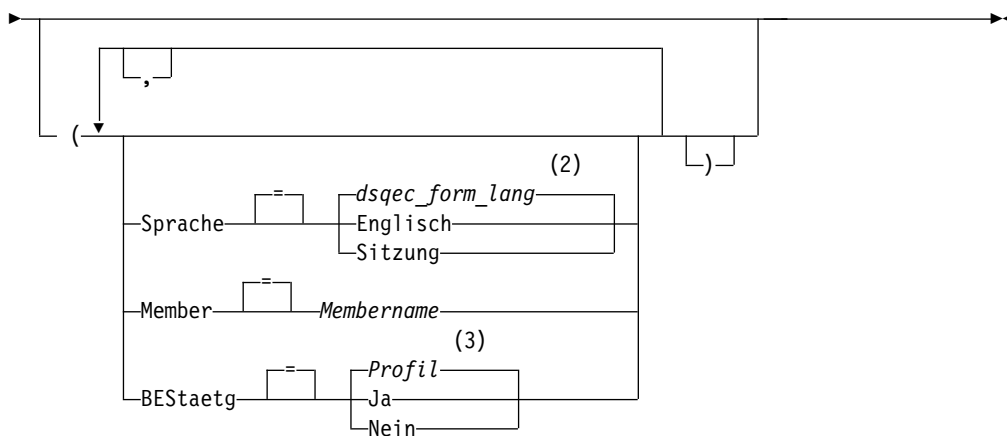 ,
(
)
(2)
=
dsqec_form_lang
Sprache
Englisch
Sitzung
=
Member
Membername
(3)
=
Profil
BEStaetg
Ja
Nein